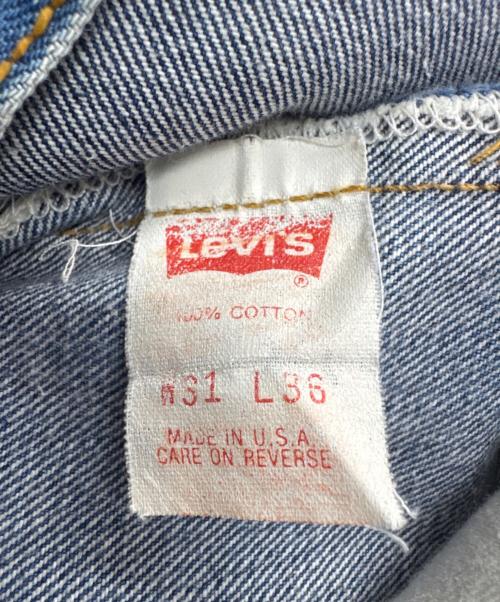 Levi's
®
100% COTTON
W31 L36
MADE IN U.S.A.
CARE ON REVERSE